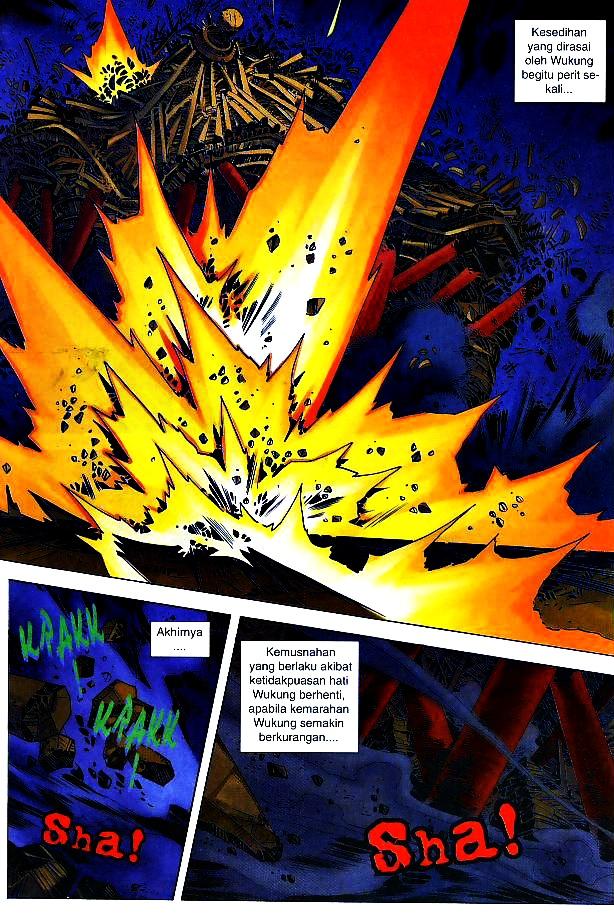 Kesedihan
yang dirasai
oleh Wukung
begitu perit se-
kali...
KRAKK
!
KRAKK
!
Akhirnya
....
Sha!
Kemusnahan
yang berlaku akibat
ketidakpuasan hati
Wukung berhenti,
apabila kemarahan
Wukung semakin
berkurangan....
Sha!